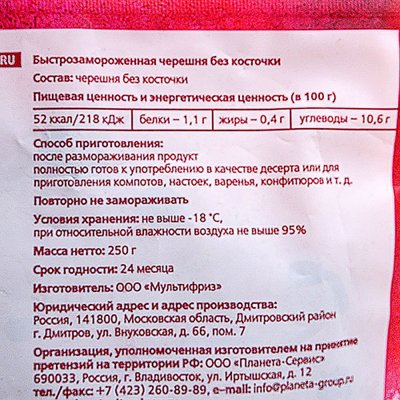 RU
Быстрозамороженная черешня без косточки
Состав: черешня без косточки
Пищевая ценность и энергетическая ценность (в 100 г)
52 ккал/218 кДж белки – 1,1 г жиры – 0,4 г углеводы – 10,6 г
Способ приготовления:
после размораживания продукт
полностью готов к употреблению в качестве десерта или для
приготовления компотов, настоек, варенья, конфитюров и т. д.
Повторно не замораживать
Условия хранения: не выше -18 °С,
при относительной влажности воздуха не выше 95%
Масса нетто: 250 г
Срок годности: 24 месяца
Изготовитель: ООО «Мультифриз»
Юридический адрес и адрес производства:
Россия, 141800, Московская область, Дмитровский район
г. Дмитров, ул. Внуковская, д. 66, пом. 7
Организация, уполномоченная изготовителем на принятие
претензий на территории РФ: ООО «Планета-Сервис»
690033, Россия, г. Владивосток, ул. Иртышская, д. 12
тел./факс: +7 (423) 260-89-89, e-mail: info@planeta-group.ru